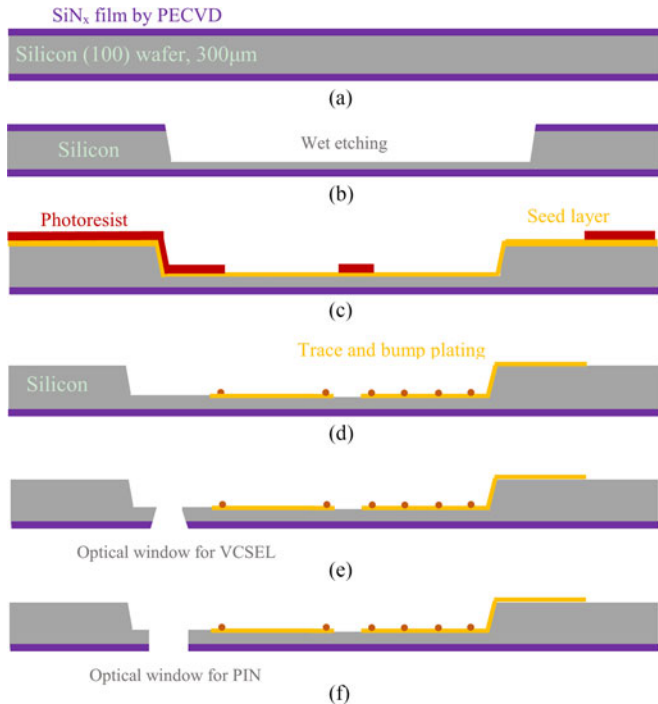 SiNₓ film by PECVD
Silicon (100) wafer, 300μm
(a)
Silicon
Wet etching
(b)
Photoresist
Seed layer
(c)
Trace and bump plating
Silicon
(d)
Optical window for VCSEL
(e)
Optical window for PIN
(f)